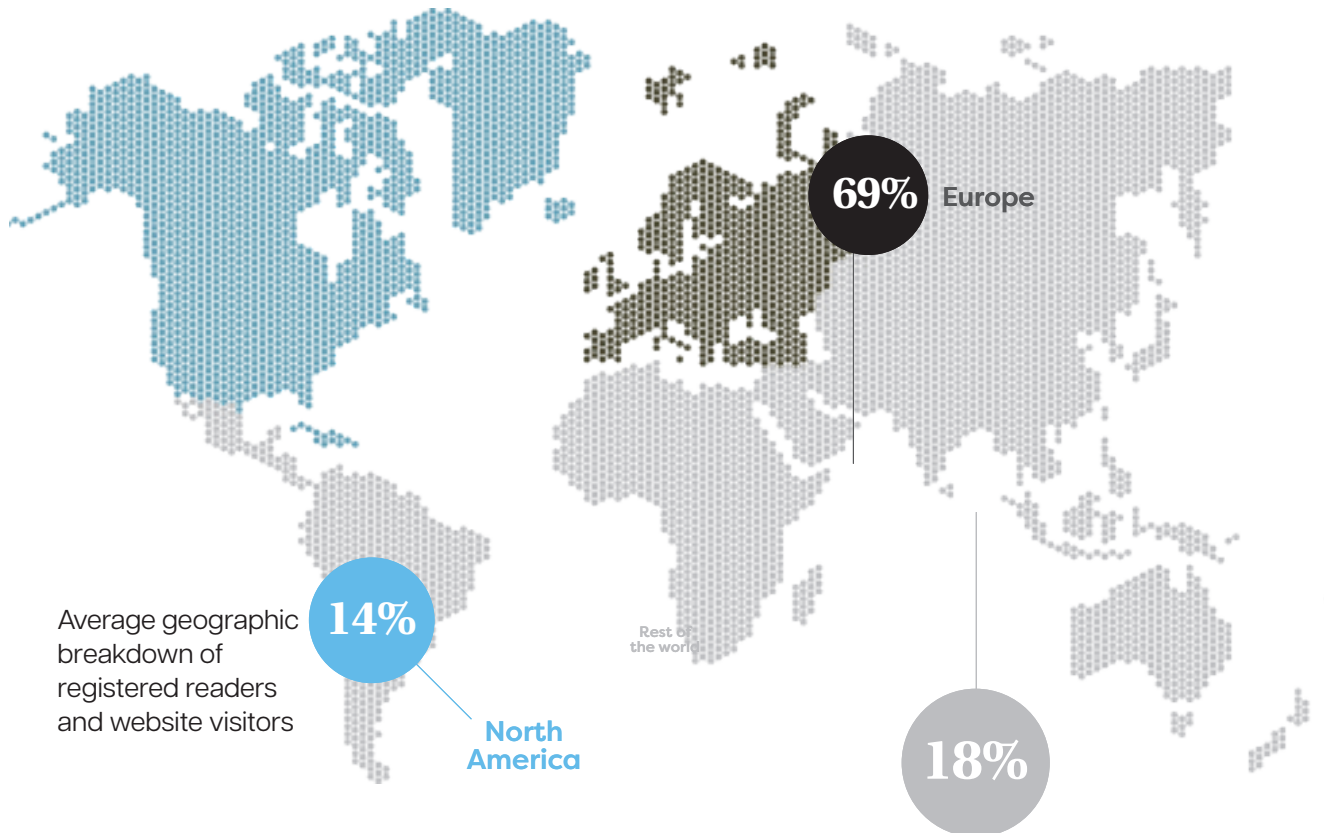 69%
Europe
Average geographic
breakdown of
registered readers
and website visitors
14%
North
America
Rest of
the world
18%